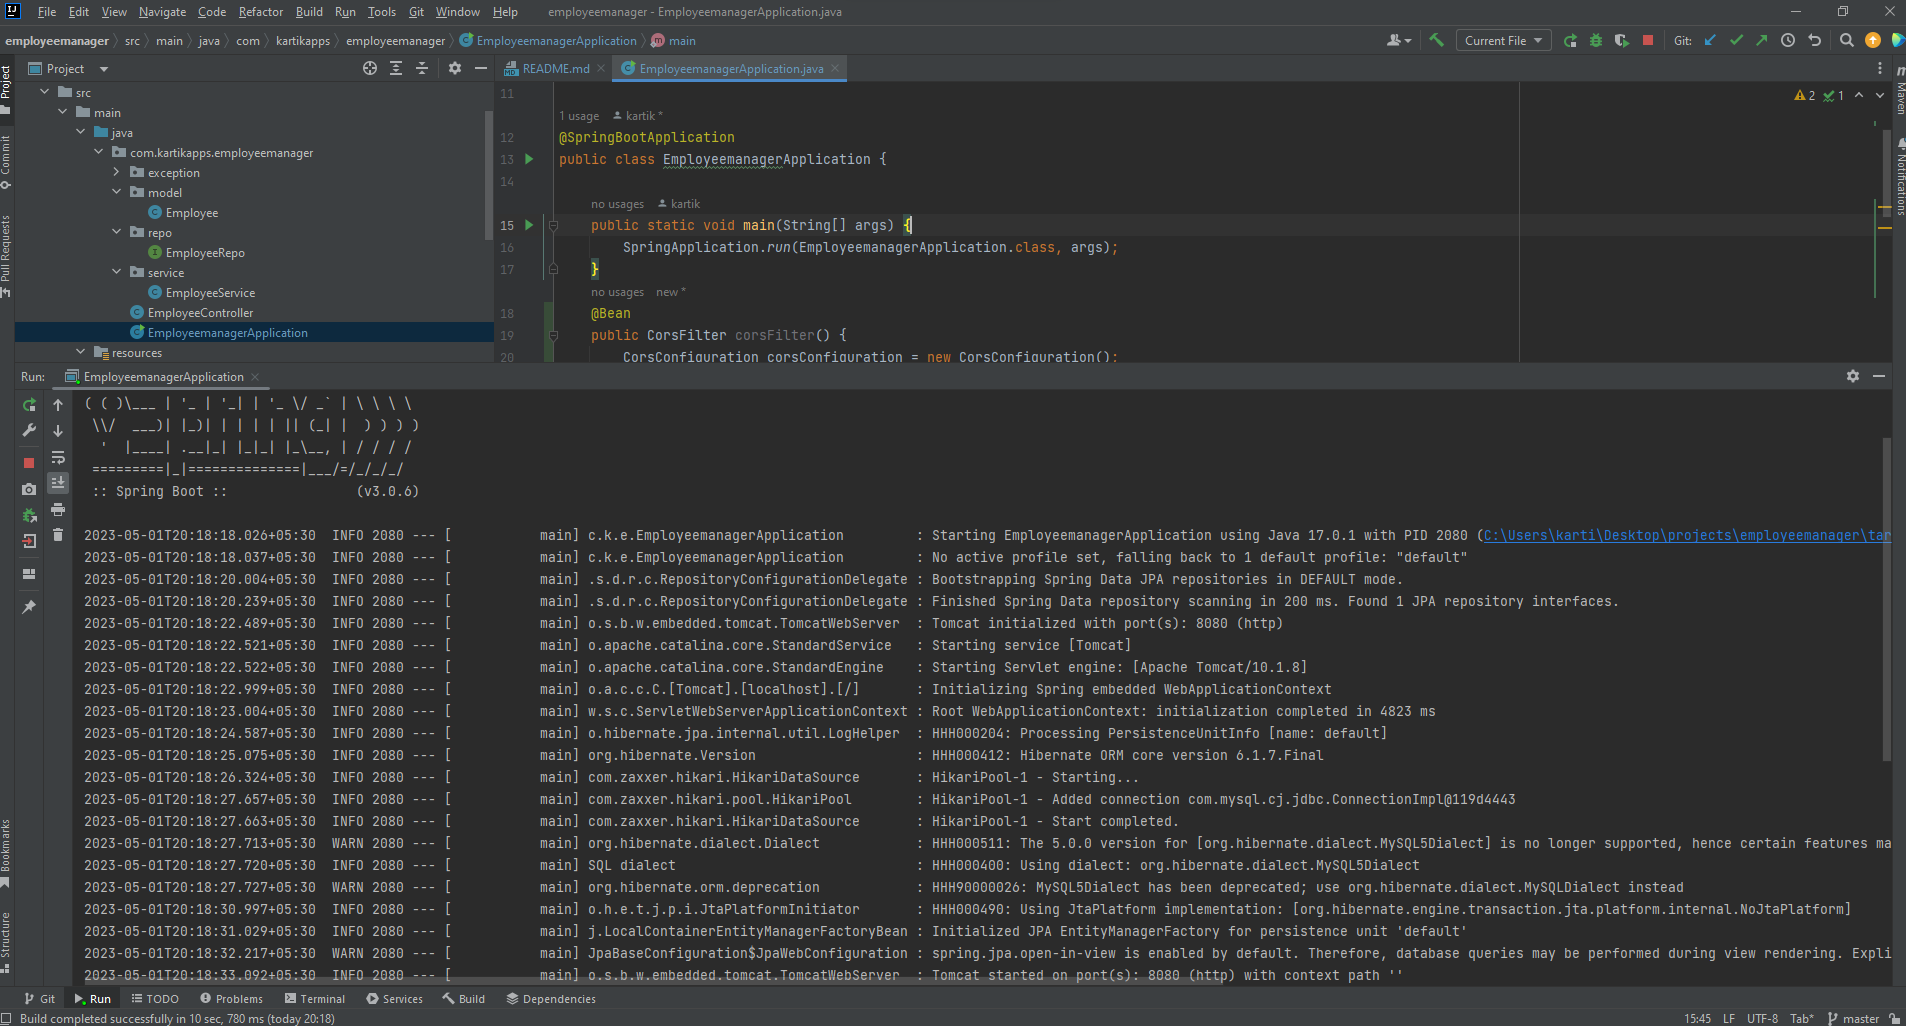 File Edit View Navigate Code Refactor Build Run Tools Git Window Help employeemanager - EmployeemanagerApplication.java
employeemanager src main java com kartikapps employeemanager EmployeemanagerApplication main Current File Git:
Project
README.md EmployeemanagerApplication.java
src
main
java
com.kartikapps.employeemanager
exception
model
Employee
repo
EmployeeRepo
service
EmployeeService
EmployeeController
EmployeemanagerApplication
resources
2 1
11
1 usage kartik *
12 @SpringBootApplication
13 public class EmployeemanagerApplication {
14
no usages kartik
15 public static void main(String[] args) {
16 SpringApplication.run(EmployeemanagerApplication.class, args);
17 }
no usages new *
18 @Bean
19 public CorsFilter corsFilter() {
20 CorsConfiguration corsConfiguration = new CorsConfiguration();
Project
Commit
Pull Requests
Bookmarks
Structure
Maven
Notifications
Run: EmployeemanagerApplication
( ( )\___ | '_ | '_| | '_ \/ _` | \ \ \ \
\\/  ___)| |_)| | | | | || (_| |  ) ) ) )
'  |____| .__|_| |_|_| |_\__, | / / / /
=========|_|==============|___/=/_/_/_/
:: Spring Boot :: (v3.0.6)
2023-05-01T20:18:18.026+05:30 INFO 2080 --- [ main] c.k.e.EmployeemanagerApplication : Starting EmployeemanagerApplication using Java 17.0.1 with PID 2080 (C:\Users\karti\Desktop\projects\employeemanager\tar
2023-05-01T20:18:18.037+05:30 INFO 2080 --- [ main] c.k.e.EmployeemanagerApplication : No active profile set, falling back to 1 default profile: "default"
2023-05-01T20:18:20.004+05:30 INFO 2080 --- [ main] .s.d.r.c.RepositoryConfigurationDelegate : Bootstrapping Spring Data JPA repositories in DEFAULT mode.
2023-05-01T20:18:20.239+05:30 INFO 2080 --- [ main] .s.d.r.c.RepositoryConfigurationDelegate : Finished Spring Data repository scanning in 200 ms. Found 1 JPA repository interfaces.
2023-05-01T20:18:22.489+05:30 INFO 2080 --- [ main] o.s.b.w.embedded.tomcat.TomcatWebServer : Tomcat initialized with port(s): 8080 (http)
2023-05-01T20:18:22.521+05:30 INFO 2080 --- [ main] o.apache.catalina.core.StandardService : Starting service [Tomcat]
2023-05-01T20:18:22.522+05:30 INFO 2080 --- [ main] o.apache.catalina.core.StandardEngine : Starting Servlet engine: [Apache Tomcat/10.1.8]
2023-05-01T20:18:22.999+05:30 INFO 2080 --- [ main] o.a.c.c.C.[Tomcat].[localhost].[/] : Initializing Spring embedded WebApplicationContext
2023-05-01T20:18:23.004+05:30 INFO 2080 --- [ main] w.s.c.ServletWebServerApplicationContext : Root WebApplicationContext: initialization completed in 4823 ms
2023-05-01T20:18:24.587+05:30 INFO 2080 --- [ main] o.hibernate.jpa.internal.util.LogHelper : HHH000204: Processing PersistenceUnitInfo [name: default]
2023-05-01T20:18:25.075+05:30 INFO 2080 --- [ main] org.hibernate.Version : HHH000412: Hibernate ORM core version 6.1.7.Final
2023-05-01T20:18:26.324+05:30 INFO 2080 --- [ main] com.zaxxer.hikari.HikariDataSource : HikariPool-1 - Starting...
2023-05-01T20:18:27.657+05:30 INFO 2080 --- [ main] com.zaxxer.hikari.pool.HikariPool : HikariPool-1 - Added connection com.mysql.cj.jdbc.ConnectionImpl@119d4443
2023-05-01T20:18:27.663+05:30 INFO 2080 --- [ main] com.zaxxer.hikari.HikariDataSource : HikariPool-1 - Start completed.
2023-05-01T20:18:27.713+05:30 WARN 2080 --- [ main] org.hibernate.dialect.Dialect : HHH000511: The 5.0.0 version for [org.hibernate.dialect.MySQL5Dialect] is no longer supported, hence certain features ma
2023-05-01T20:18:27.720+05:30 INFO 2080 --- [ main] SQL dialect : HHH000400: Using dialect: org.hibernate.dialect.MySQL5Dialect
2023-05-01T20:18:27.727+05:30 WARN 2080 --- [ main] org.hibernate.orm.deprecation : HHH90000026: MySQL5Dialect has been deprecated; use org.hibernate.dialect.MySQLDialect instead
2023-05-01T20:18:30.997+05:30 INFO 2080 --- [ main] o.h.e.t.j.p.i.JtaPlatformInitiator : HHH000490: Using JtaPlatform implementation: [org.hibernate.engine.transaction.jta.platform.internal.NoJtaPlatform]
2023-05-01T20:18:31.029+05:30 INFO 2080 --- [ main] j.LocalContainerEntityManagerFactoryBean : Initialized JPA EntityManagerFactory for persistence unit 'default'
2023-05-01T20:18:32.217+05:30 WARN 2080 --- [ main] JpaBaseConfiguration$JpaWebConfiguration : spring.jpa.open-in-view is enabled by default. Therefore, database queries may be performed during view rendering. Expli
2023-05-01T20:18:33.092+05:30 INFO 2080 --- [ main] o.s.b.w.embedded.tomcat.TomcatWebServer : Tomcat started on port(s): 8080 (http) with context path ''
Git Run TODO Problems Terminal Services Build Dependencies
Build completed successfully in 10 sec, 780 ms (today 20:18) 15:45 LF UTF-8 Tab* master